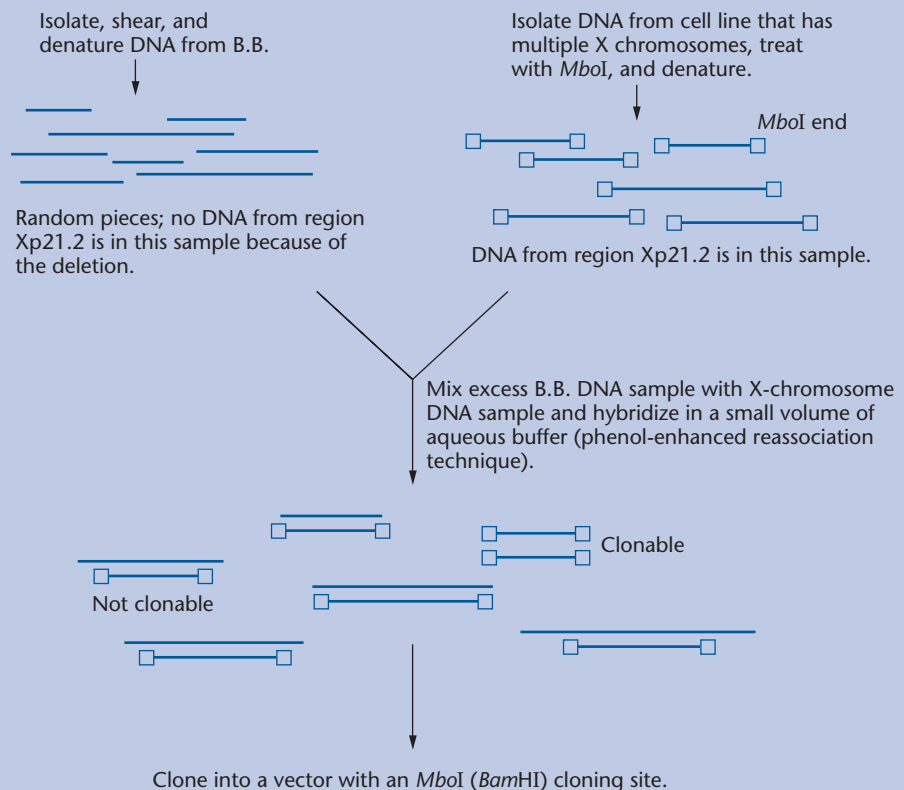 Isolate, shear, and
denature DNA from B.B.
Isolate DNA from cell line that has
multiple X chromosomes, treat
with MboI, and denature.
MboI end
Random pieces; no DNA from region
Xp21.2 is in this sample because of
the deletion.
DNA from region Xp21.2 is in this sample.
Mix excess B.B. DNA sample with X-chromosome
DNA sample and hybridize in a small volume of
aqueous buffer (phenol-enhanced reassociation
technique).
Clonable
Not clonable
Clone into a vector with an MboI (BamHI) cloning site.